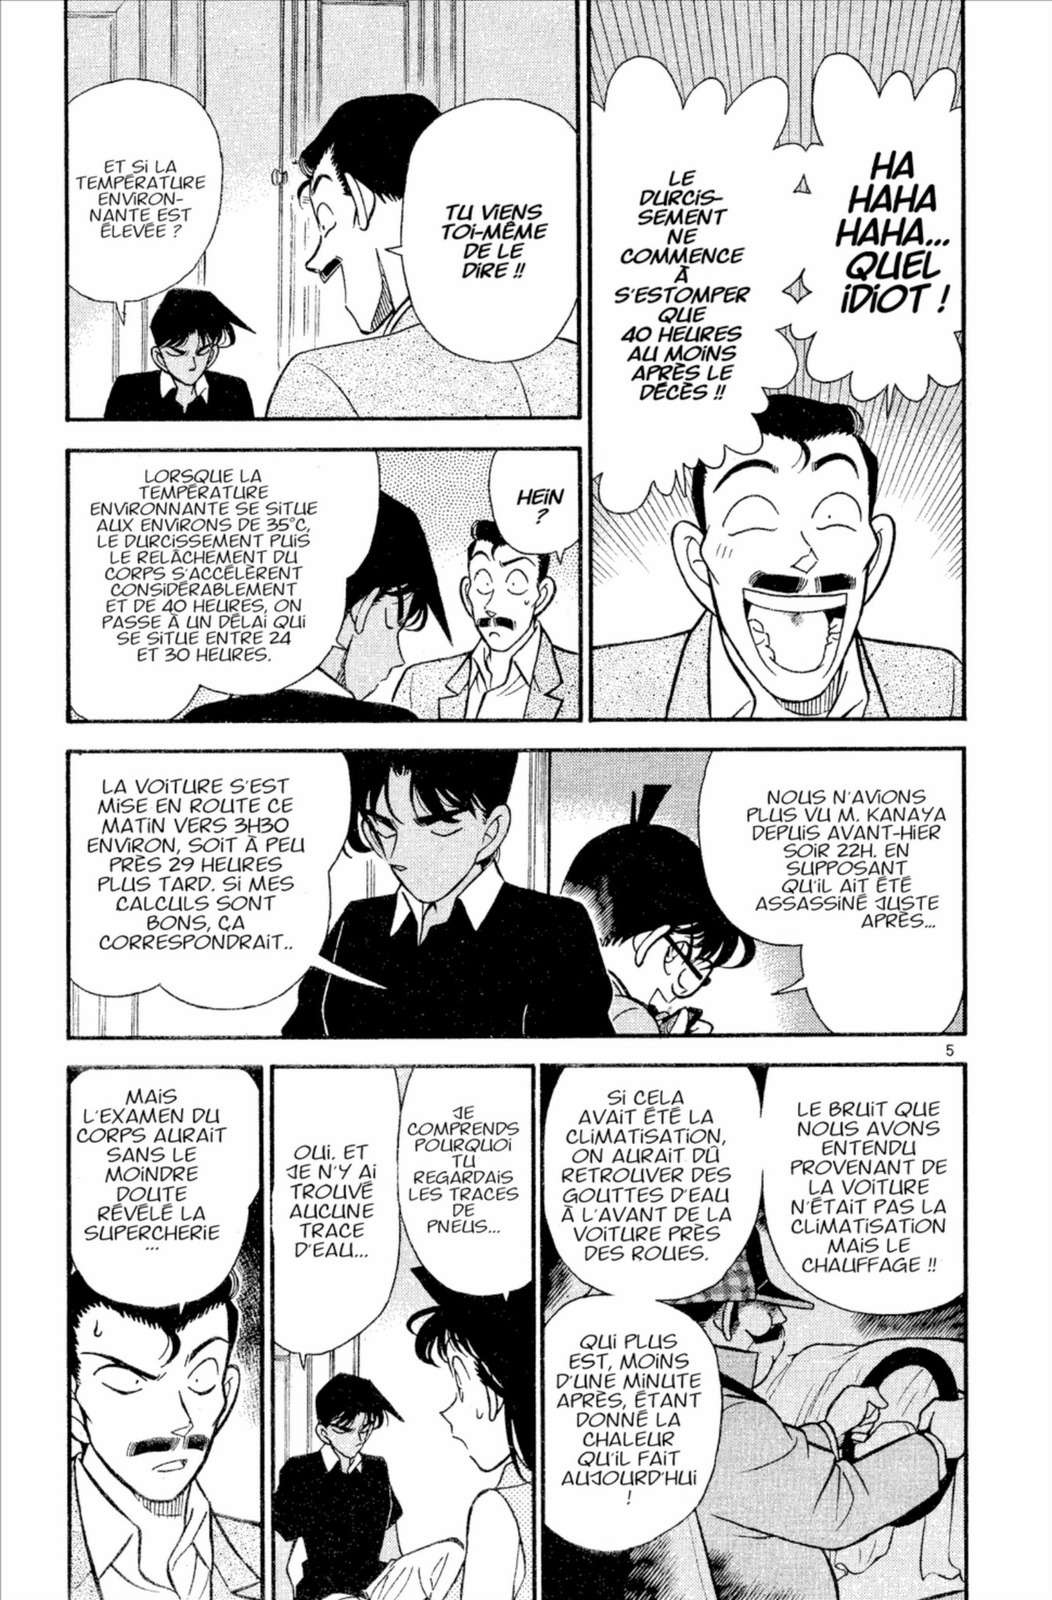 HA
HAHA
HAHA...
QUEL
IDIOT !
LE
DURCIS-
SEMENT
NE
COMMENCE
À
S'ESTOMPER
QUE
40 HEURES
AU MOINS
APRÈS LE
DÉCÈS !!
TU VIENS
TOI-MÊME
DE LE
DIRE !!
ET SI LA
TEMPÉRATURE
ENVIRON-
NANTE EST
ÉLEVÉE ?
HEIN
?
LORSQUE LA
TEMPÉRATURE
ENVIRONNANTE SE SITUE
AUX ENVIRONS DE 35°C,
LE DURCISSEMENT PUIS
LE RELÂCHEMENT DU
CORPS S'ACCÉLÈRENT
CONSIDÉRABLEMENT
ET DE 40 HEURES, ON
PASSE À UN DÉLAI QUI
SE SITUE ENTRE 24
ET 30 HEURES.
NOUS N'AVIONS
PLUS VU M. KANAYA
DEPUIS AVANT-HIER
SOIR 22H. EN
SUPPOSANT
QU'IL AIT ÉTÉ
ASSASSINÉ JUSTE
APRÈS...
LA VOITURE S'EST
MISE EN ROUTE CE
MATIN VERS 3H30
ENVIRON, SOIT À PEU
PRÈS 29 HEURES
PLUS TARD. SI MES
CALCULS SONT
BONS, ÇA
CORRESPONDRAIT..
5
LE BRUIT QUE
NOUS AVONS
ENTENDU
PROVENANT DE
LA VOITURE
N'ÉTAIT PAS LA
CLIMATISATION
MAIS LE
CHAUFFAGE !!
SI CELA
AVAIT ÉTÉ LA
CLIMATISATION,
ON AURAIT DÛ
RETROUVER DES
GOUTTES D'EAU
À L'AVANT DE LA
VOITURE PRÈS
DES ROUES.
QUI PLUS
EST, MOINS
D'UNE MINUTE
APRÈS, ÉTANT
DONNÉ LA
CHALEUR
QU'IL FAIT
AUJOURD'HUI
!
JE
COMPRENDS
POURQUOI
TU
REGARDAIS
LES TRACES
DE
PNEUS...
OUI. ET
JE N'Y AI
TROUVÉ
AUCUNE
TRACE
D'EAU...
MAIS
L'EXAMEN DU
CORPS AURAIT
SANS LE
MOINDRE
DOUTE
RÉVÉLÉ LA
SUPERCHERIE
...